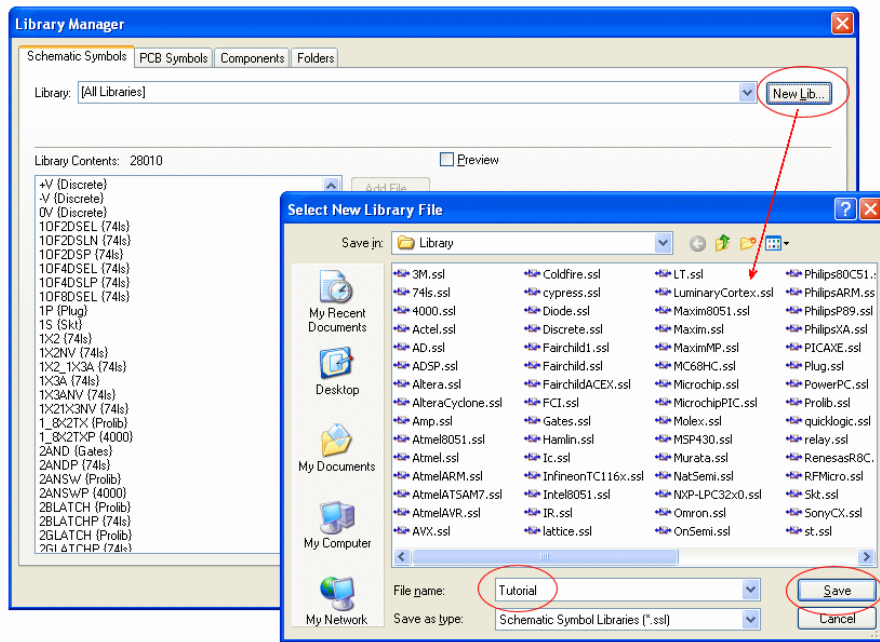 Library Manager
Schematic Symbols PCB Symbols Components Folders
Library: [All Libraries] New Lib...
Library Contents: 28010 Preview
+V {Discrete}
-V {Discrete}
0V {Discrete}
1OF2DSEL {74ls}
1OF2DSLN {74ls}
1OF2DSP {74ls}
1OF4DSEL {74ls}
1OF4DSLP {74ls}
1OF8DSEL {74ls}
1P {Plug}
1S {Skt}
1X2 {74ls}
1X2NV {74ls}
1X2_1X3A {74ls}
1X3A {74ls}
1X3ANV {74ls}
1X21X3NV {74ls}
1_8X2TX {Prolib}
1_8X2TXP {4000}
2AND {Gates}
2ANDP {74ls}
2ANSW {Prolib}
2ANSWP {4000}
2BLATCH {Prolib}
2BLATCHP {74ls}
2GLATCH {Prolib}
2GLATCHP {74ls}
Add File...
Select New Library File
Save in: Library
My Recent Documents
Desktop
My Documents
My Computer
My Network
3M.ssl Coldfire.ssl LT.ssl Philips80C51.
74ls.ssl cypress.ssl LuminaryCortex.ssl PhilipsARM.ss
4000.ssl Diode.ssl Maxim8051.ssl PhilipsP89.ssl
Actel.ssl Discrete.ssl Maxim.ssl PhilipsXA.ssl
AD.ssl Fairchild1.ssl MaximMP.ssl PICAXE.ssl
ADSP.ssl Fairchild.ssl MC68HC.ssl Plug.ssl
Altera.ssl FairchildACEX.ssl Microchip.ssl PowerPC.ssl
AlteraCyclone.ssl FCI.ssl MicrochipPIC.ssl Prolib.ssl
Amp.ssl Gates.ssl Molex.ssl quicklogic.ssl
Atmel8051.ssl Hamlin.ssl MSP430.ssl relay.ssl
Atmel.ssl Ic.ssl Murata.ssl RenesasR8C.
AtmelARM.ssl InfineonTC116x.ssl NatSemi.ssl RFMicro.ssl
AtmelATSAM7.ssl Intel8051.ssl NXP-LPC32x0.ssl Skt.ssl
AtmelAVR.ssl IR.ssl Omron.ssl SonyCX.ssl
AVX.ssl lattice.ssl OnSemi.ssl st.ssl
File name: Tutorial Save
Save as type: Schematic Symbol Libraries (*.ssl) Cancel